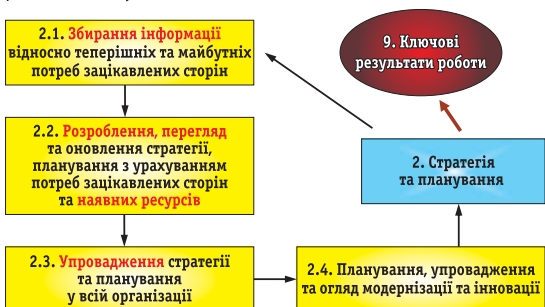 2.1. Збирання інформації
відносно теперішніх та майбутніх
потреб зацікавлених сторін
9. Ключові
результати роботи
2.2. Розроблення, перегляд
та оновлення стратегії,
планування з урахуванням
потреб зацікавлених сторін
та наявних ресурсів
2. Стратегія
та планування
2.3. Упровадження стратегії
та планування
у всій організації
2.4. Планування, упровадження
та огляд модернізації та інновації